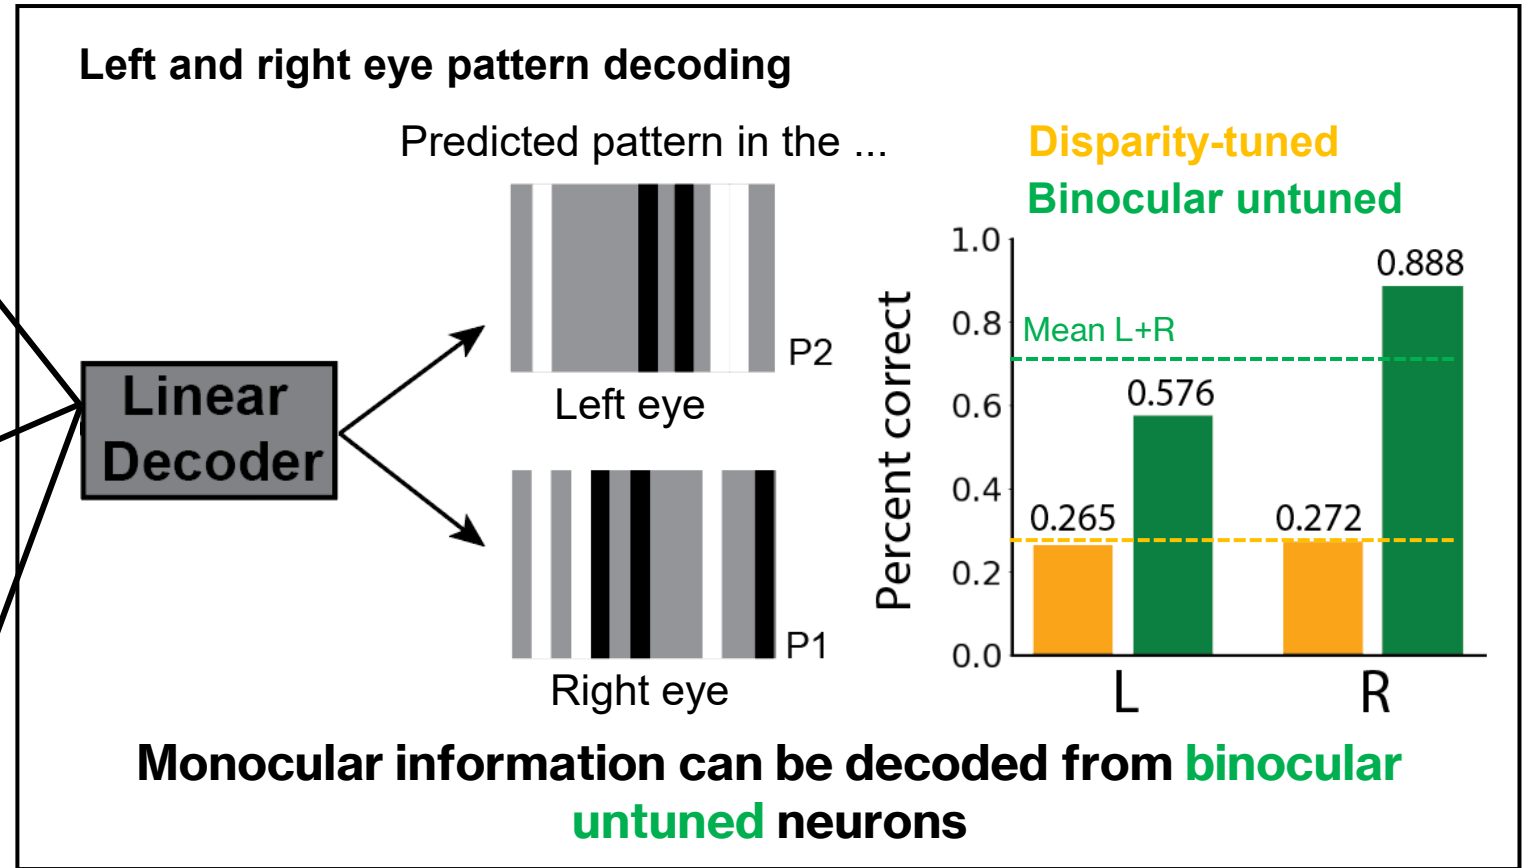 Left and right eye pattern decoding
Predicted pattern in the ...
P2
Left eye
Linear
Decoder
P1
Right eye
Disparity-tuned
Binocular untuned
Percent correct
1.0
0.8
0.6
0.4
0.2
0.0
Mean L+R
0.265
0.576
0.272
0.888
L
R
Monocular information can be decoded from binocular
untuned neurons